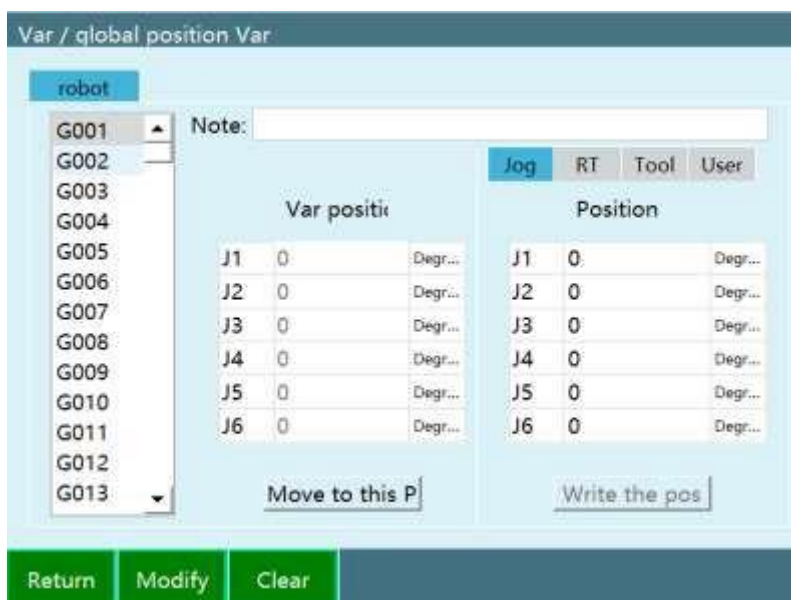 Var / global position Var
robot
Note:
G001
G002
G003
G004
G005
G006
G007
G008
G009
G010
G011
G012
G013
Jog RT Tool User
Var positic
J1 0 Degr...
J2 0 Degr...
J3 0 Degr...
J4 0 Degr...
J5 0 Degr...
J6 0 Degr...
Move to this P
Position
J1 0 Degr...
J2 0 Degr...
J3 0 Degr...
J4 0 Degr...
J5 0 Degr...
J6 0 Degr...
Write the pos
Return Modify Clear